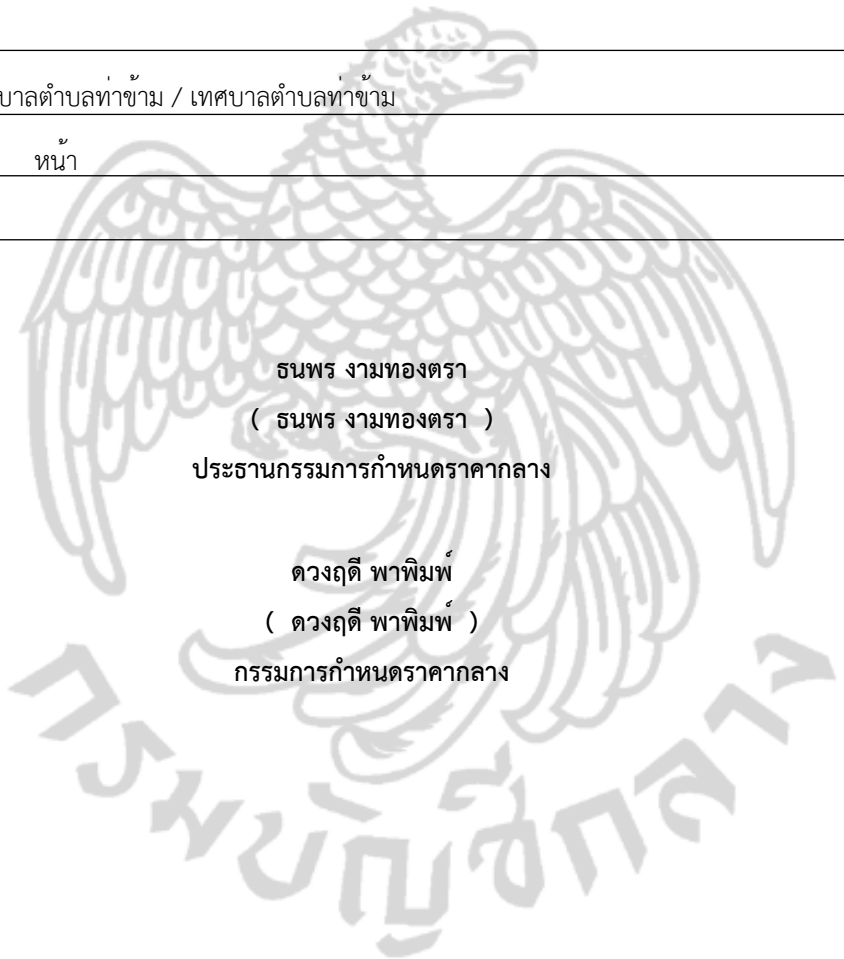 บาลตำบลท่าข้าม / เทศบาลตำบลท่าข้าม
หน้า
ธนพร งามทองตรา
( ธนพร งามทองตรา )
ประธานกรรมการกำหนดราคากลาง
ดวงฤดี พาพิมพ์
( ดวงฤดี พาพิมพ์ )
กรรมการกำหนดราคากลาง
กรมบัญชีกลาง